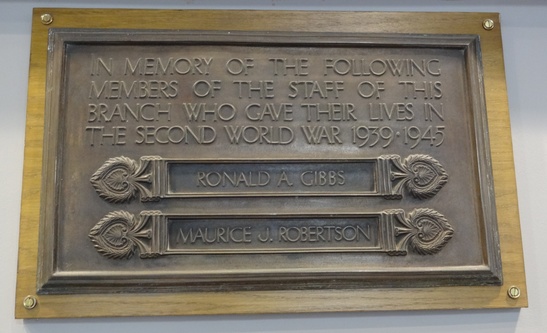 IN MEMORY OF THE FOLLOWING
MEMBERS OF THE STAFF OF THIS
BRANCH WHO GAVE THEIR LIVES IN
THE SECOND WORLD WAR 1939·1945
RONALD A. GIBBS
MAURICE J. ROBERTSON